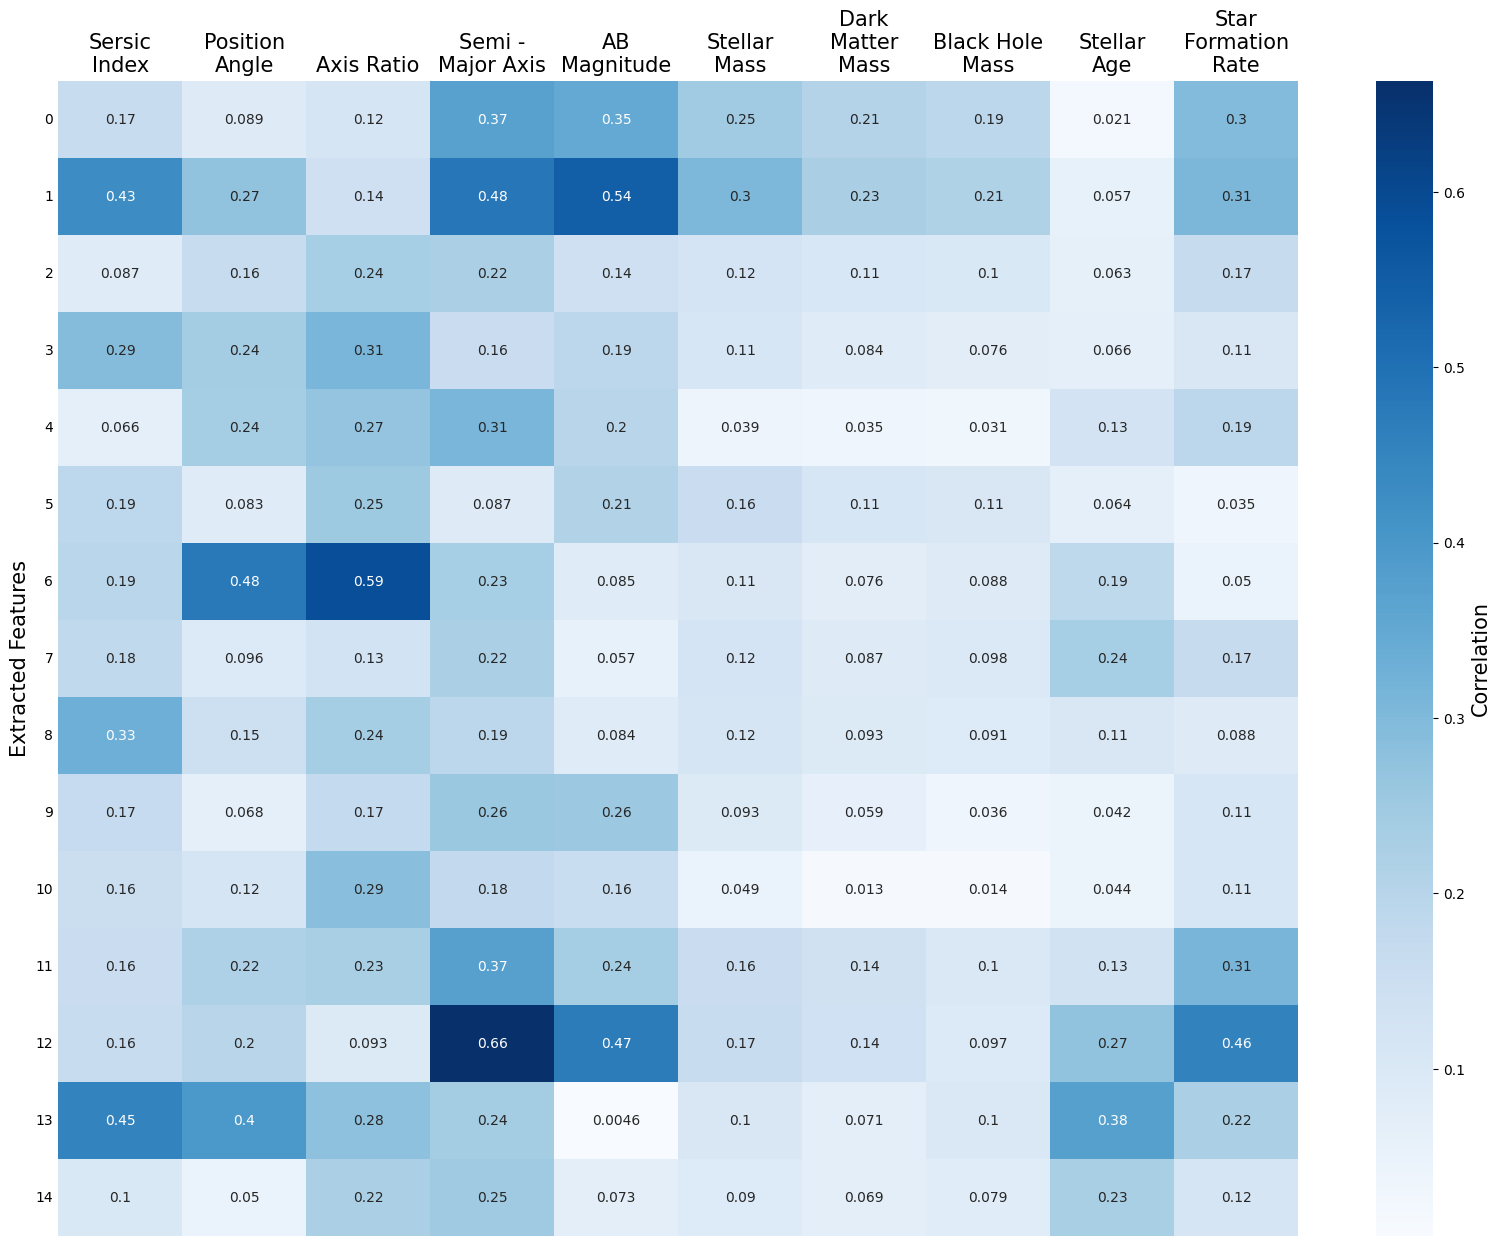 Sersic
Index
Position
Angle
Axis Ratio
Semi -
Major Axis
AB
Magnitude
Stellar
Mass
Dark
Matter
Mass
Black Hole
Mass
Stellar
Age
Star
Formation
Rate
0 0.17 0.089 0.12 0.37 0.35 0.25 0.21 0.19 0.021 0.3
1 0.43 0.27 0.14 0.48 0.54 0.3 0.23 0.21 0.057 0.31
2 0.087 0.16 0.24 0.22 0.14 0.12 0.11 0.1 0.063 0.17
3 0.29 0.24 0.31 0.16 0.19 0.11 0.084 0.076 0.066 0.11
4 0.066 0.24 0.27 0.31 0.2 0.039 0.035 0.031 0.13 0.19
5 0.19 0.083 0.25 0.087 0.21 0.16 0.11 0.11 0.064 0.035
6 0.19 0.48 0.59 0.23 0.085 0.11 0.076 0.088 0.19 0.05
7 0.18 0.096 0.13 0.22 0.057 0.12 0.087 0.098 0.24 0.17
8 0.33 0.15 0.24 0.19 0.084 0.12 0.093 0.091 0.11 0.088
9 0.17 0.068 0.17 0.26 0.26 0.093 0.059 0.036 0.042 0.11
10 0.16 0.12 0.29 0.18 0.16 0.049 0.013 0.014 0.044 0.11
11 0.16 0.22 0.23 0.37 0.24 0.16 0.14 0.1 0.13 0.31
12 0.16 0.2 0.093 0.66 0.47 0.17 0.14 0.097 0.27 0.46
13 0.45 0.4 0.28 0.24 0.0046 0.1 0.071 0.1 0.38 0.22
14 0.1 0.05 0.22 0.25 0.073 0.09 0.069 0.079 0.23 0.12
Extracted Features
0.6
0.5
0.4
0.3
0.2
0.1
Correlation